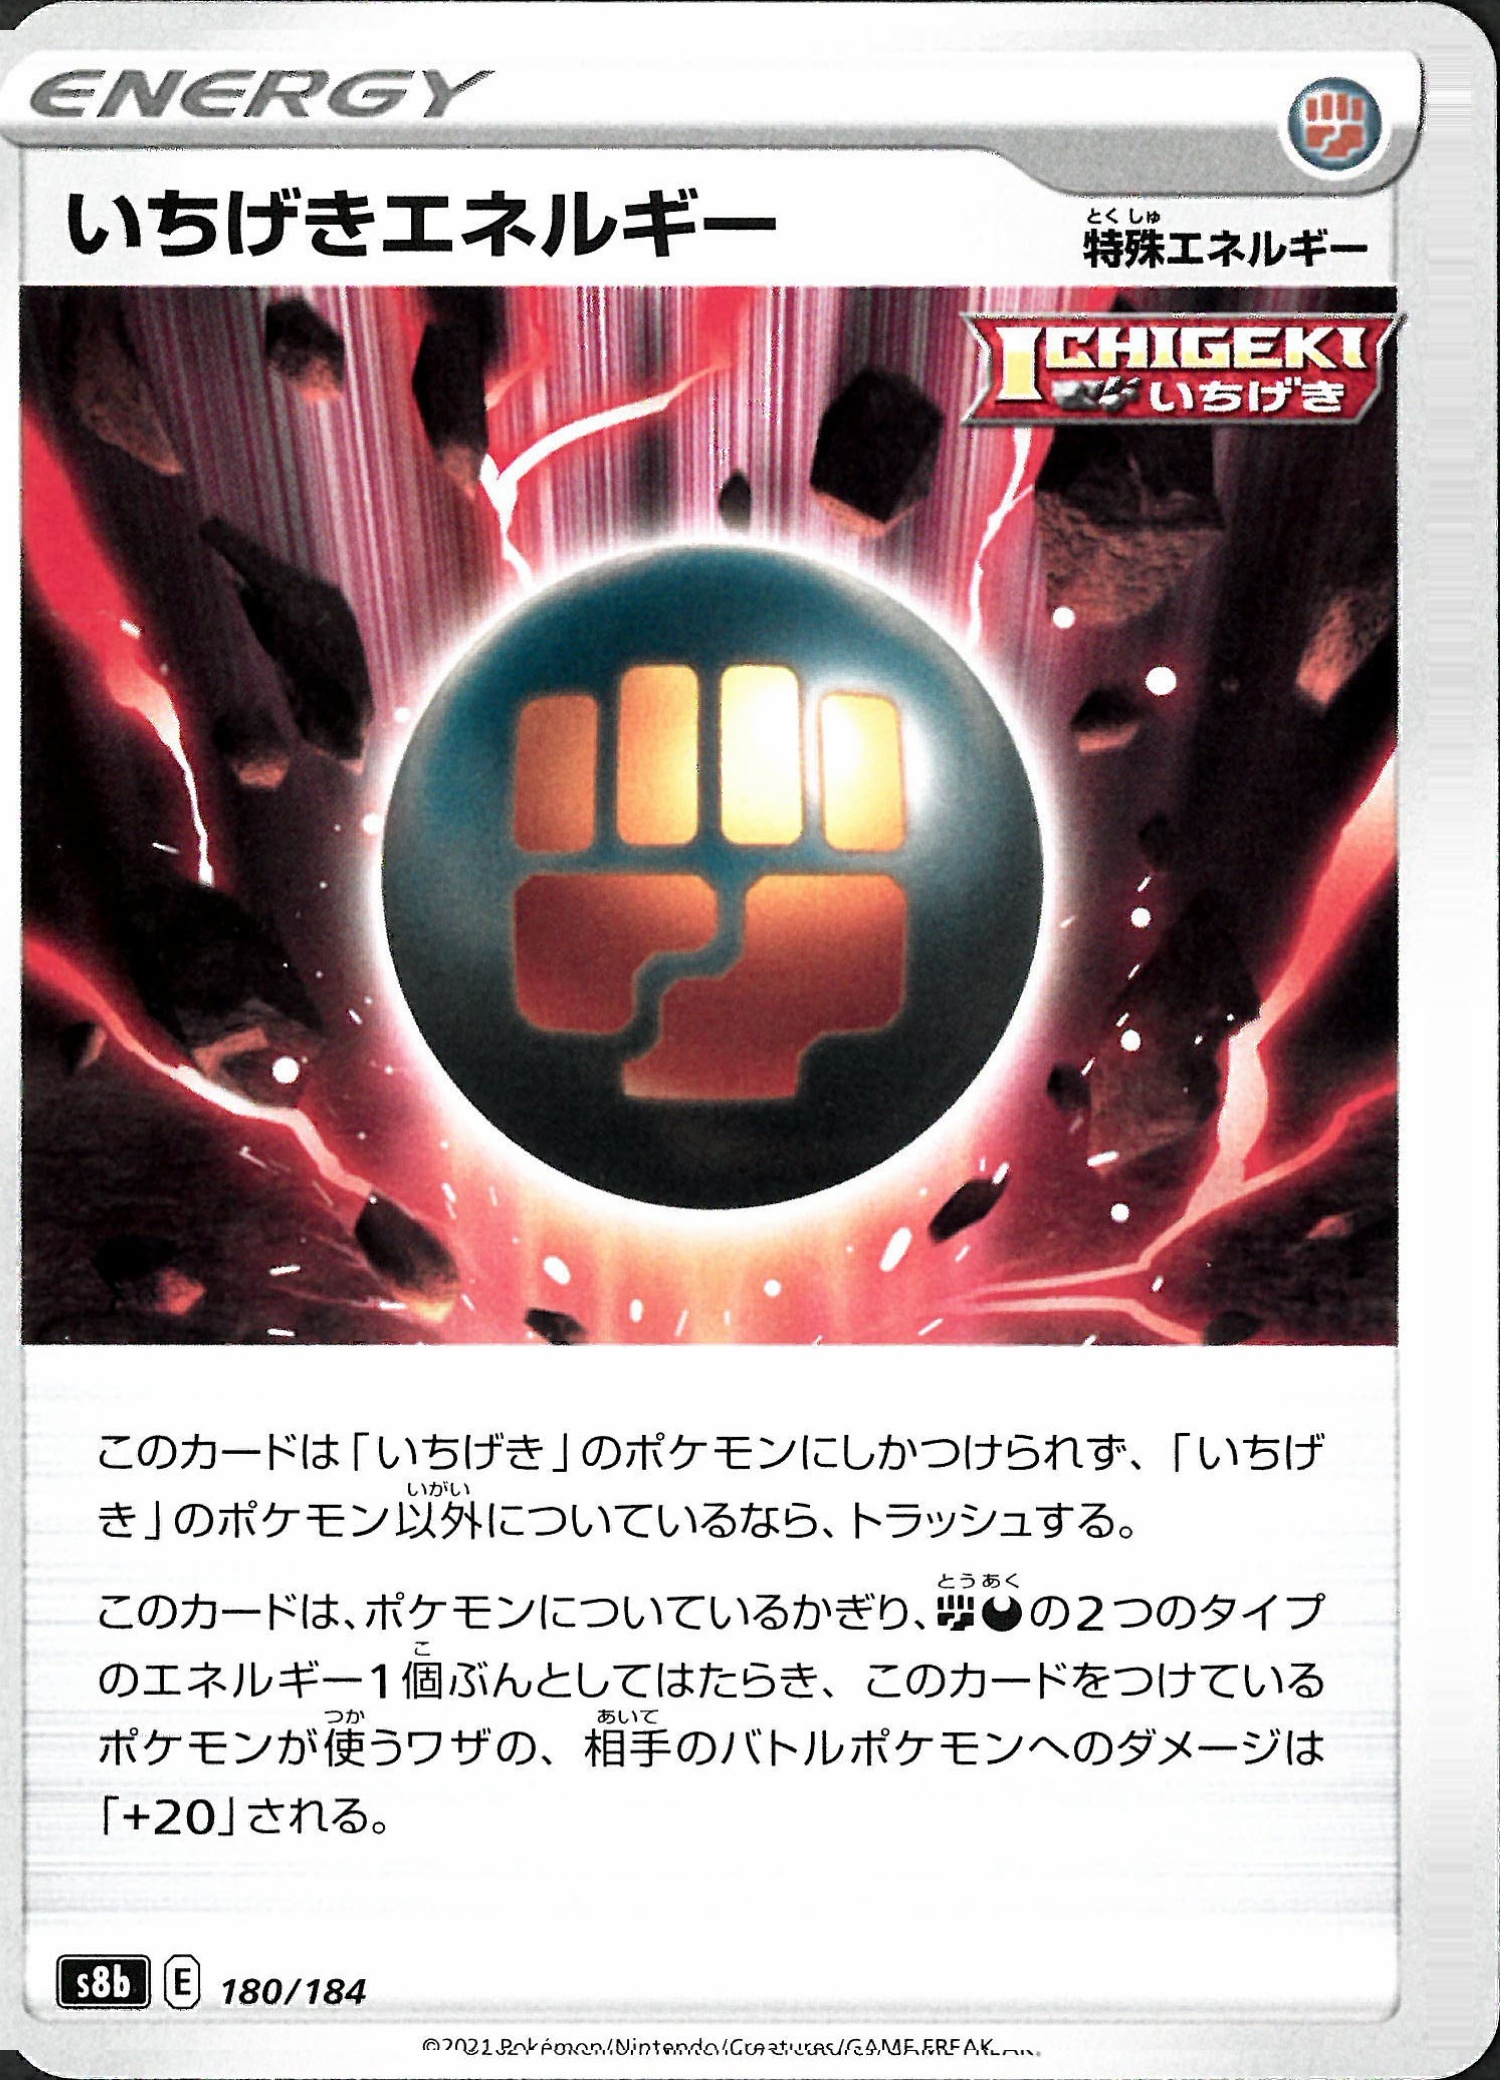 ENERGY
いちげきエネルギー
とくしゅ
特殊エネルギー
ICHIGEKI
いちげき
このカードは「いちげき」のポケモンにしかつけられず、「いちげ
いがい
き」のポケモン以外についているなら、トラッシュする。
とうあく
このカードは、ポケモンについているかぎり、の2つのタイプ
こ
のエネルギー1個ぶんとしてはたらき、このカードをつけている
つか あいて
ポケモンが使うワザの、相手のバトルポケモンへのダメージは
「+20」される。
s8b E 180/184
©2021 Pokémon/Nintendo/Creatures/GAME FREAK